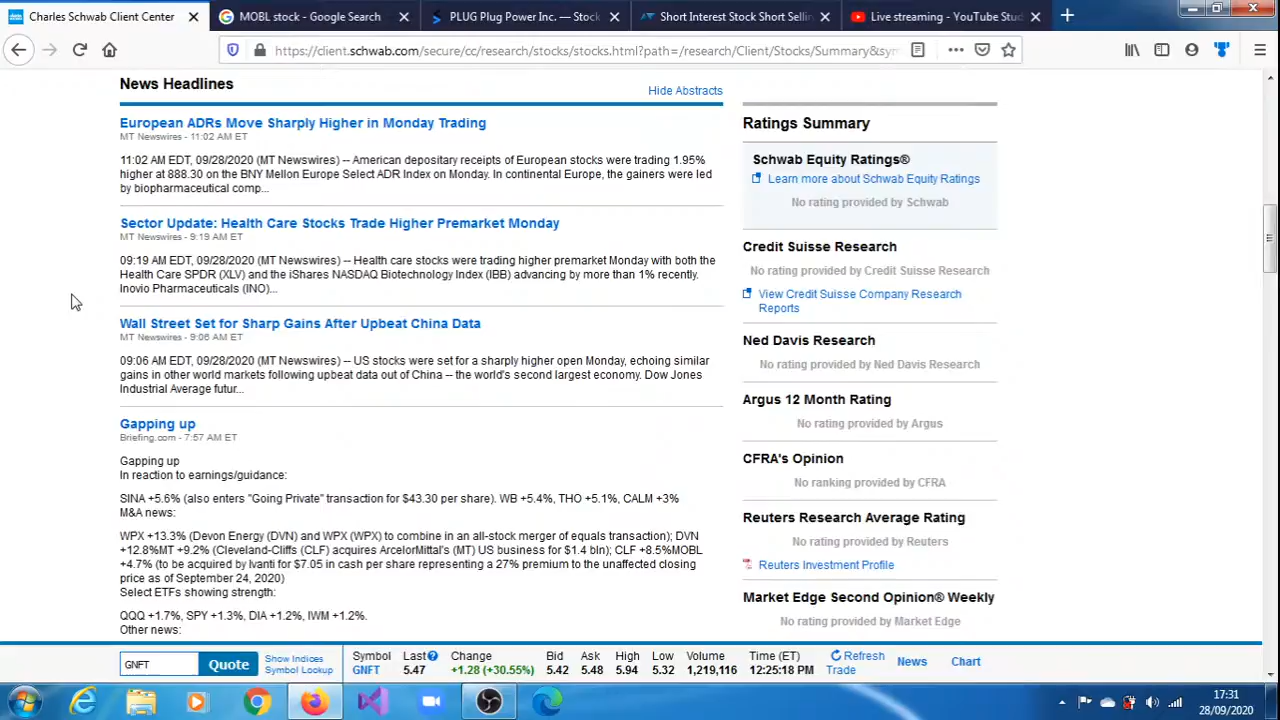 Charles Schwab Client Center
MOBL stock - Google Search
PLUG Plug Power Inc. — Stock
Short Interest Stock Short Sellin
Live streaming - YouTube Stud
https://client.schwab.com/secure/cc/research/stocks/stocks.html?path=/research/Client/Stocks/Summary&sym
News Headlines
Hide Abstracts
European ADRs Move Sharply Higher in Monday Trading
MT Newswires - 11:02 AM ET
11:02 AM EDT, 09/28/2020 (MT Newswires) -- American depositary receipts of European stocks were trading 1.95%
higher at 888.30 on the BNY Mellon Europe Select ADR Index on Monday. In continental Europe, the gainers were led
by biopharmaceutical comp...
Sector Update: Health Care Stocks Trade Higher Premarket Monday
MT Newswires - 9:19 AM ET
09:19 AM EDT, 09/28/2020 (MT Newswires) -- Health care stocks were trading higher premarket Monday with both the
Health Care SPDR (XLV) and the iShares NASDAQ Biotechnology Index (IBB) advancing by more than 1% recently.
Inovio Pharmaceuticals (INO)...
Wall Street Set for Sharp Gains After Upbeat China Data
MT Newswires - 9:06 AM ET
09:06 AM EDT, 09/28/2020 (MT Newswires) -- US stocks were set for a sharply higher open Monday, echoing similar
gains in other world markets following upbeat data out of China -- the world's second largest economy. Dow Jones
Industrial Average futur...
Gapping up
Briefing.com - 7:57 AM ET
Gapping up
In reaction to earnings/guidance:
SINA +5.6% (also enters "Going Private" transaction for $43.30 per share). WB +5.4%, THO +5.1%, CALM +3%
M&A news:
WPX +13.3% (Devon Energy (DVN) and WPX (WPX) to combine in an all-stock merger of equals transaction); DVN
+12.8%MT +9.2% (Cleveland-Cliffs (CLF) acquires ArcelorMittal's (MT) US business for $1.4 bln); CLF +8.5%MOBL
+4.7% (to be acquired by Ivanti for $7.05 in cash per share representing a 27% premium to the unaffected closing
price as of September 24, 2020)
Select ETFs showing strength:
QQQ +1.7%, SPY +1.3%, DIA +1.2%, IWM +1.2%.
Other news:
Ratings Summary
Schwab Equity Ratings®
Learn more about Schwab Equity Ratings
No rating provided by Schwab
Credit Suisse Research
No rating provided by Credit Suisse Research
View Credit Suisse Company Research
Reports
Ned Davis Research
No rating provided by Ned Davis Research
Argus 12 Month Rating
No rating provided by Argus
CFRA's Opinion
No ranking provided by CFRA
Reuters Research Average Rating
No rating provided by Reuters
Reuters Investment Profile
Market Edge Second Opinion® Weekly
No rating provided by Market Edge
GNFT
Quote
Show Indices
Symbol Lookup
Symbol Last Change Bid Ask High Low Volume Time (ET) Refresh
GNFT 5.47 +1.28 (+30.55%) 5.42 5.48 5.94 5.32 1,219,116 12:25:18 PM Trade
News
Chart
17:31
28/09/2020